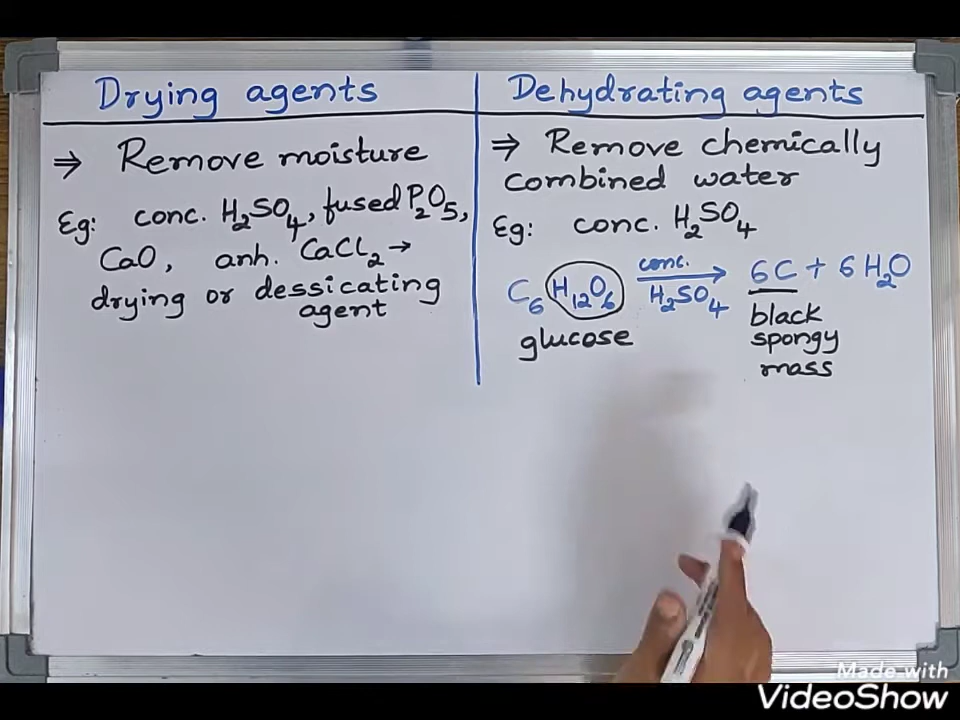 Drying agents
⇒ Remove moisture
Eg: conc. H₂SO₄, fused P₂O₅,
CaO, anh. CaCl₂ →
drying or dessicating
agent
Dehydrating agents
⇒ Remove chemically
combined water
Eg: conc. H₂SO₄
C₆H₁₂O₆ conc. H₂SO₄ → 6C + 6H₂O
glucose
black
spongy
mass
Made with
VideoShow